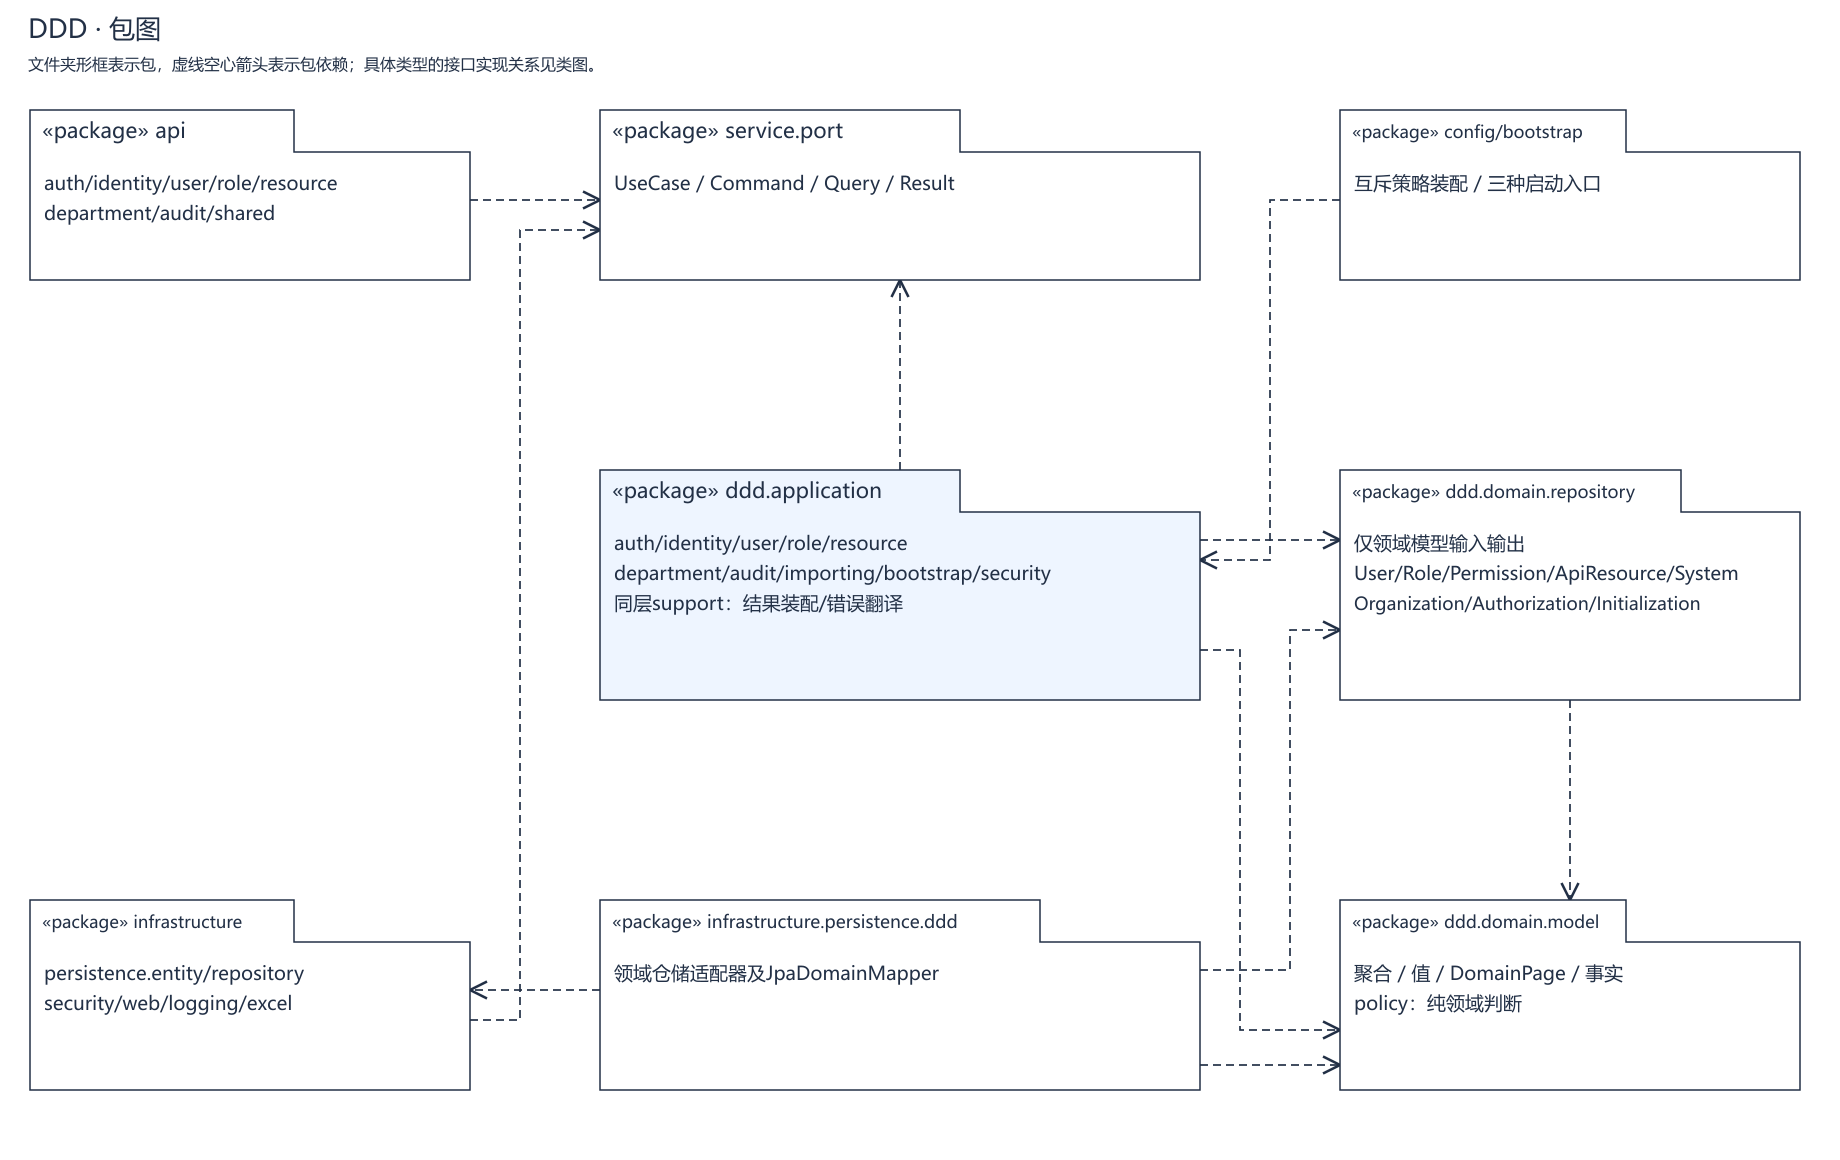 DDD · 包图
文件夹形框表示包，虚线空心箭头表示包依赖；具体类型的接口实现关系见类图。
«package» api
auth/identity/user/role/resource
department/audit/shared
«package» service.port
UseCase / Command / Query / Result
«package» config/bootstrap
互斥策略装配 / 三种启动入口
«package» ddd.application
auth/identity/user/role/resource
department/audit/importing/bootstrap/security
同层support：结果装配/错误翻译
«package» ddd.domain.repository
仅领域模型输入输出
User/Role/Permission/ApiResource/System
Organization/Authorization/Initialization
«package» infrastructure
persistence.entity/repository
security/web/logging/excel
«package» infrastructure.persistence.ddd
领域仓储适配器及JpaDomainMapper
«package» ddd.domain.model
聚合 / 值 / DomainPage / 事实
policy：纯领域判断